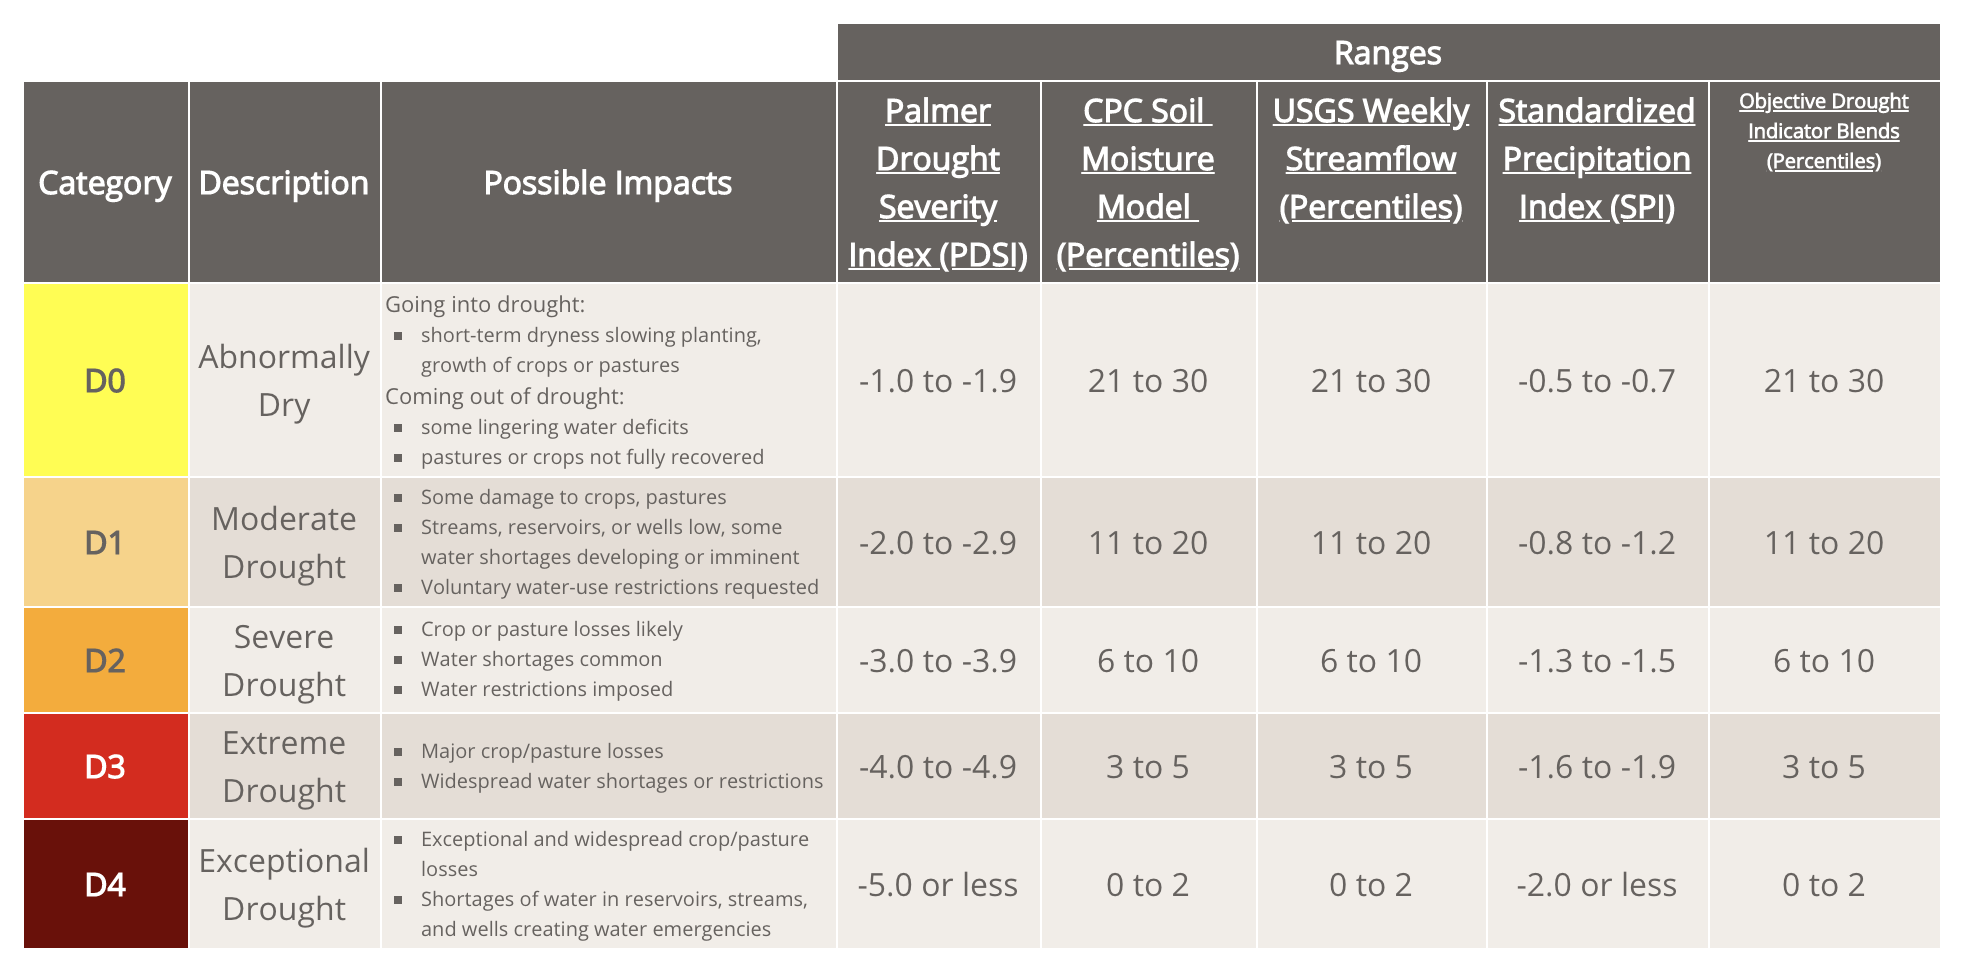 Ranges
Category
Description
Possible Impacts
Palmer
Drought
Severity
Index (PDSI)
CPC Soil
Moisture
Model
(Percentiles)
USGS Weekly
Streamflow
(Percentiles)
Standardized
Precipitation
Index (SPI)
Objective Drought
Indicator Blends
(Percentiles)
D0
Abnormally
Dry
Going into drought:
▪ short-term dryness slowing planting,
growth of crops or pastures
Coming out of drought:
▪ some lingering water deficits
▪ pastures or crops not fully recovered
-1.0 to -1.9
21 to 30
21 to 30
-0.5 to -0.7
21 to 30
D1
Moderate
Drought
▪ Some damage to crops, pastures
▪ Streams, reservoirs, or wells low, some
water shortages developing or imminent
▪ Voluntary water-use restrictions requested
-2.0 to -2.9
11 to 20
11 to 20
-0.8 to -1.2
11 to 20
D2
Severe
Drought
▪ Crop or pasture losses likely
▪ Water shortages common
▪ Water restrictions imposed
-3.0 to -3.9
6 to 10
6 to 10
-1.3 to -1.5
6 to 10
D3
Extreme
Drought
▪ Major crop/pasture losses
▪ Widespread water shortages or restrictions
-4.0 to -4.9
3 to 5
3 to 5
-1.6 to -1.9
3 to 5
D4
Exceptional
Drought
▪ Exceptional and widespread crop/pasture
losses
▪ Shortages of water in reservoirs, streams,
and wells creating water emergencies
-5.0 or less
0 to 2
0 to 2
-2.0 or less
0 to 2